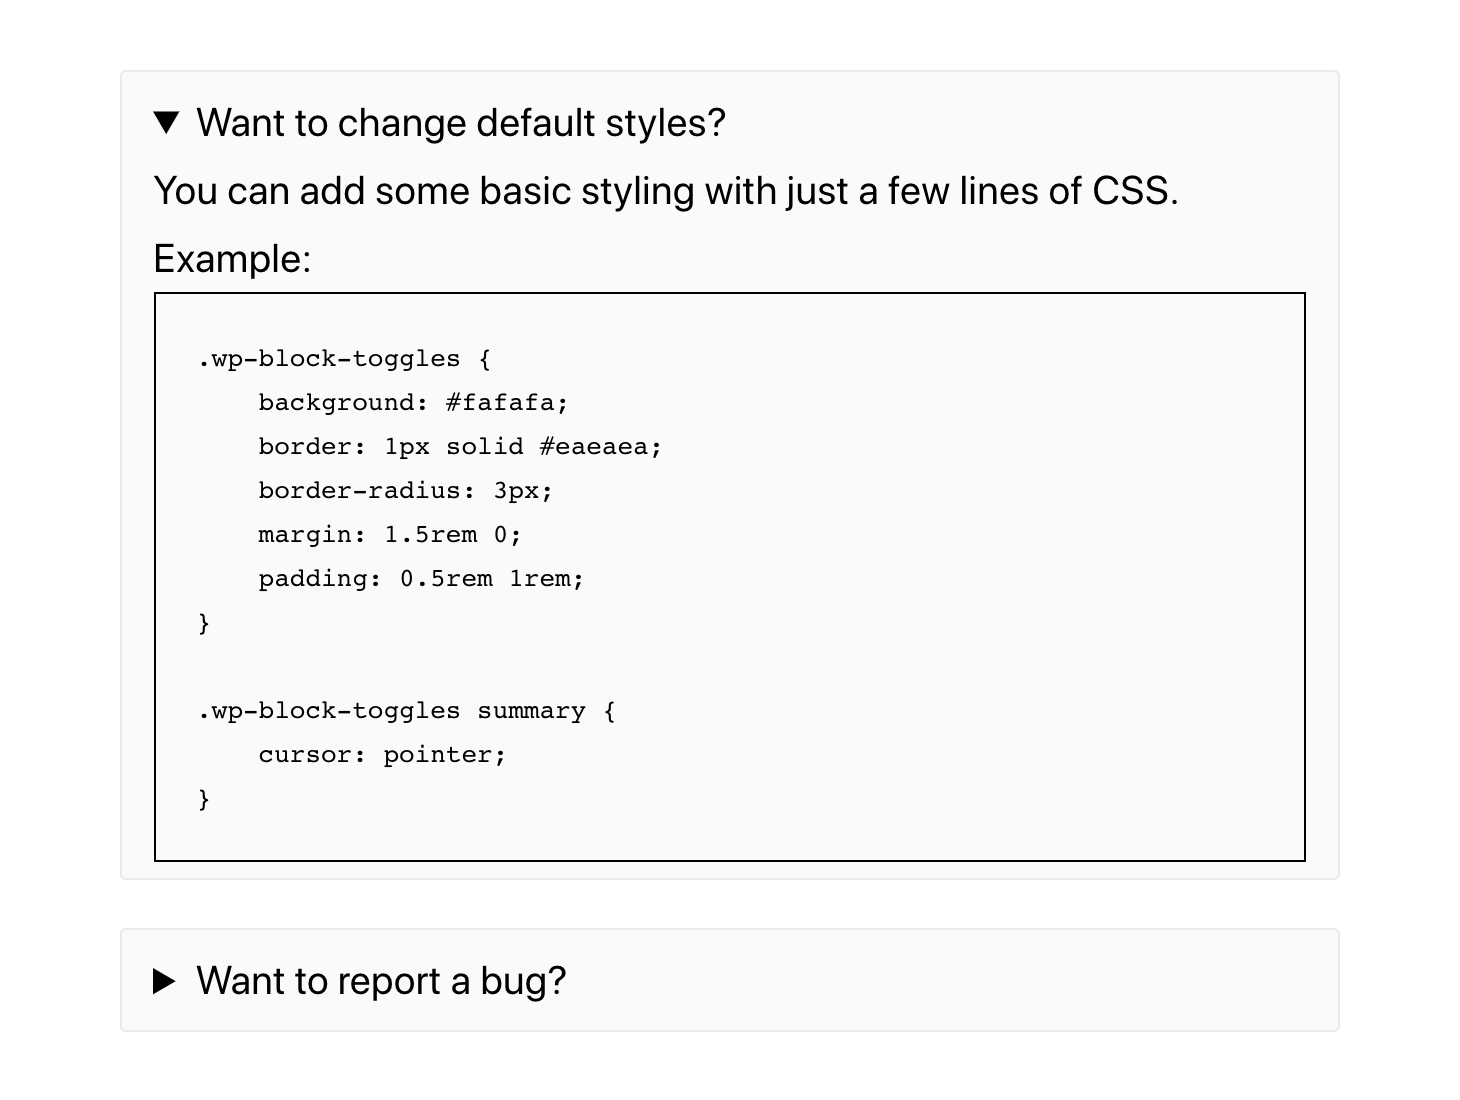 ▼ Want to change default styles?
You can add some basic styling with just a few lines of CSS.
Example:
.wp-block-toggles {
    background: #fafafa;
    border: 1px solid #eaeaea;
    border-radius: 3px;
    margin: 1.5rem 0;
    padding: 0.5rem 1rem;
}

.wp-block-toggles summary {
    cursor: pointer;
}
▶ Want to report a bug?